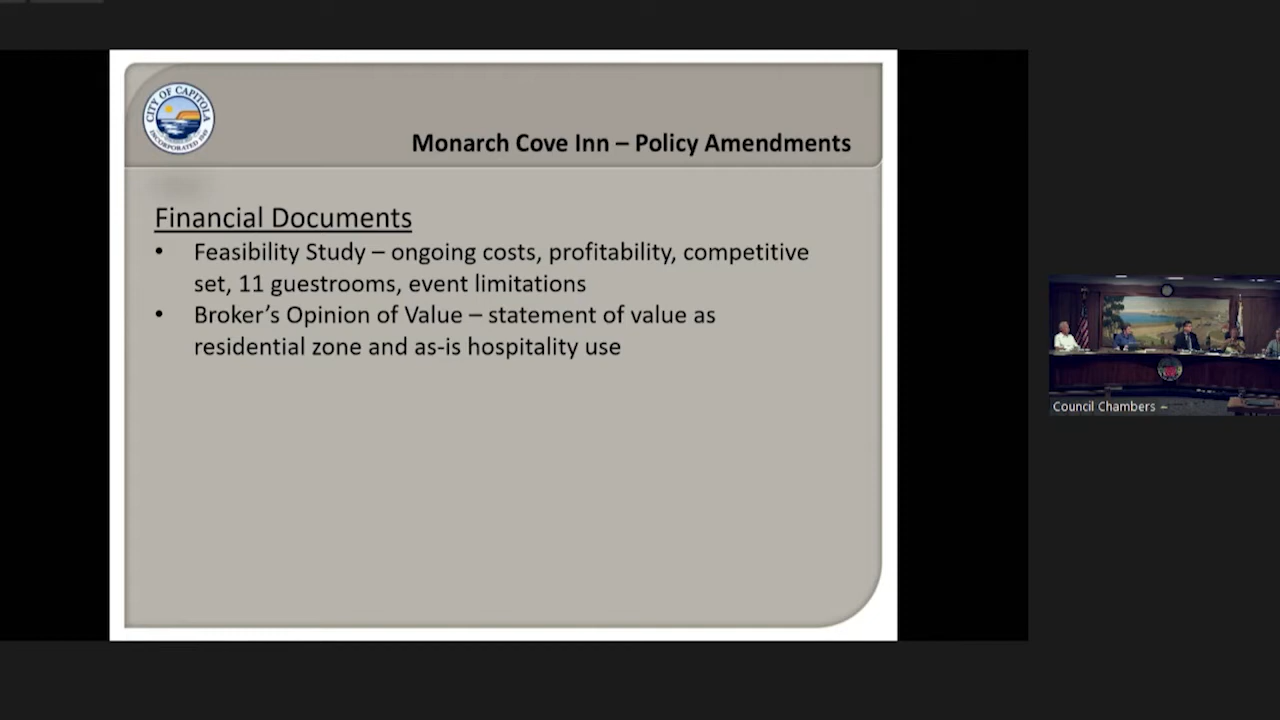 CITY OF CAPITOLA
INCORPORATED 1949
Monarch Cove Inn – Policy Amendments
Financial Documents
• Feasibility Study – ongoing costs, profitability, competitive
set, 11 guestrooms, event limitations
• Broker’s Opinion of Value – statement of value as
residential zone and as-is hospitality use
Council Chambers –